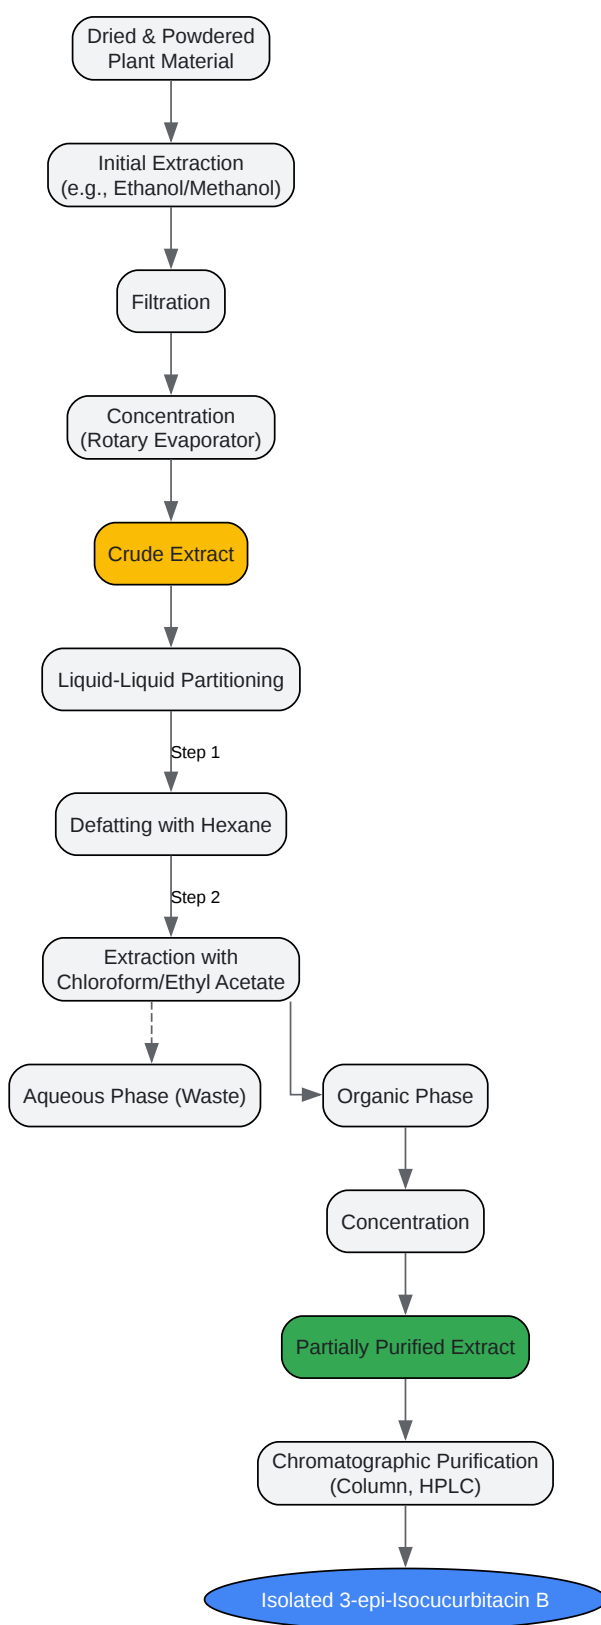 Dried & Powdered
Plant Material
Initial Extraction
(e.g., Ethanol/Methanol)
Filtration
Concentration
(Rotary Evaporator)
Crude Extract
Liquid-Liquid Partitioning
Step 1
Defatting with Hexane
Step 2
Extraction with
Chloroform/Ethyl Acetate
Aqueous Phase (Waste)
Organic Phase
Concentration
Partially Purified Extract
Chromatographic Purification
(Column, HPLC)
Isolated 3-epi-Isocucurbitacin B